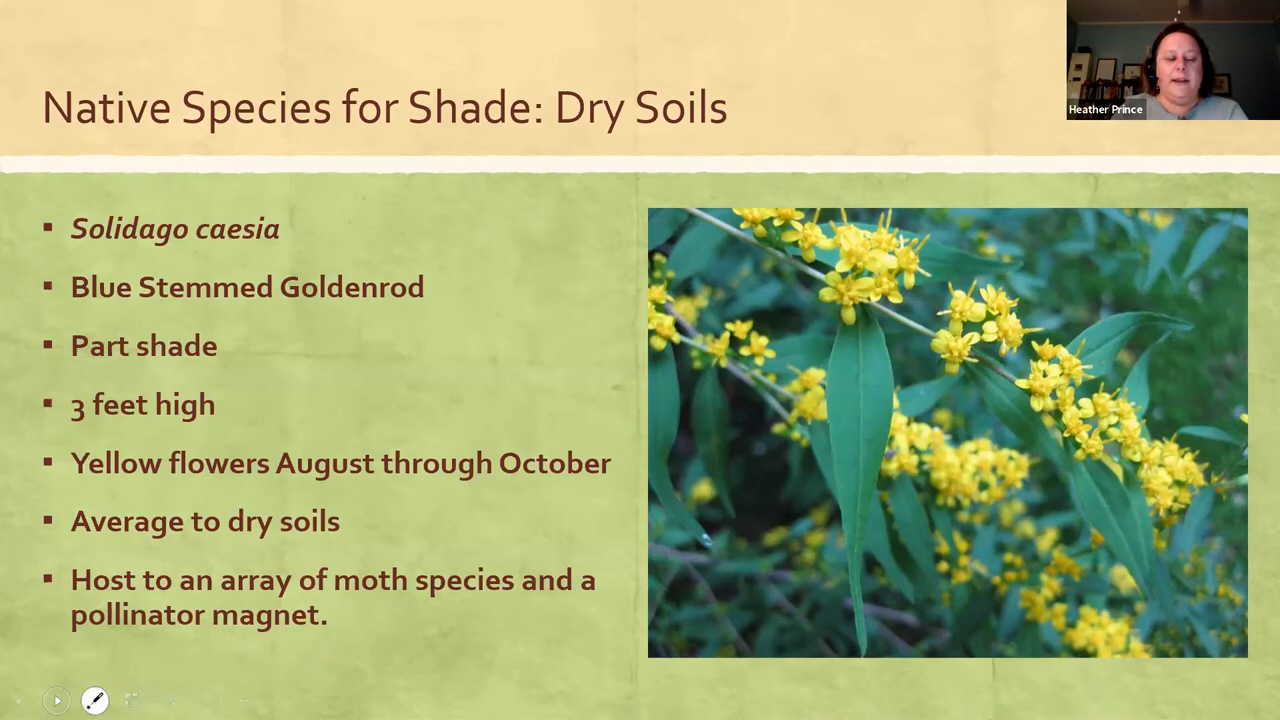 Native Species for Shade: Dry Soils
Heather Prince
▪ Solidago caesia
▪ Blue Stemmed Goldenrod
▪ Part shade
▪ 3 feet high
▪ Yellow flowers August through October
▪ Average to dry soils
▪ Host to an array of moth species and a
pollinator magnet.